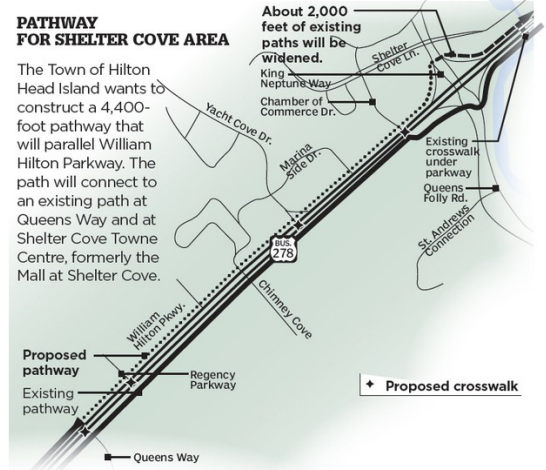 PATHWAY
FOR SHELTER COVE AREA
The Town of Hilton
Head Island wants to
construct a 4,400-
foot pathway that
will parallel William
Hilton Parkway. The
path will connect to
an existing path at
Queens Way and at
Shelter Cove Towne
Centre, formerly the
Mall at Shelter Cove.
About 2,000
feet of existing
paths will be
widened.
Shelter
Cove Ln.
King
Neptune Way
Chamber of
Commerce Dr.
Yacht Cove Dr.
Marina
Side Dr.
Existing
crosswalk
under
parkway
Queens
Folly Rd.
St. Andrews
Connection
BUS.
278
Chimney Cove
William
Hilton Pkwy.
Proposed
pathway
Regency
Parkway
Existing
pathway
Proposed crosswalk
Queens Way